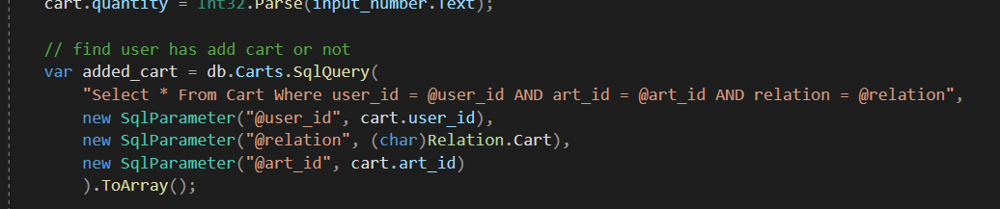 cart.quantity = Int32.Parse(input_number.Text);
// find user has add cart or not
var added_cart = db.Carts.SqlQuery(
"Select * From Cart Where user_id = @user_id AND art_id = @art_id AND relation = @relation",
new SqlParameter("@user_id", cart.user_id),
new SqlParameter("@relation", (char)Relation.Cart),
new SqlParameter("@art_id", cart.art_id)
).ToArray();